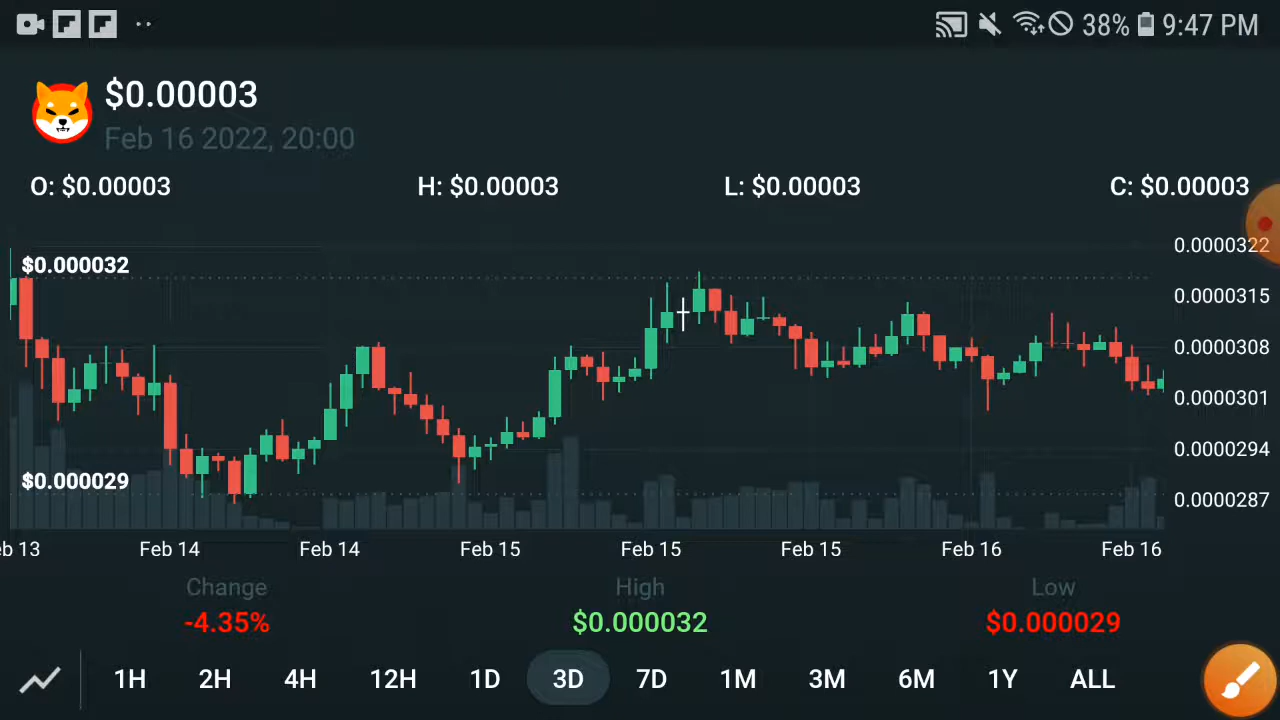 38% 9:47 PM
$0.00003
Feb 16 2022, 20:00
O: $0.00003 H: $0.00003 L: $0.00003 C: $0.00003
0.0000322
$0.000032
0.0000315
0.0000308
0.0000301
0.0000294
$0.000029
0.0000287
eb 13 Feb 14 Feb 14 Feb 15 Feb 15 Feb 15 Feb 16 Feb 16
Change High Low
-4.35% $0.000032 $0.000029
1H 2H 4H 12H 1D 3D 7D 1M 3M 6M 1Y ALL